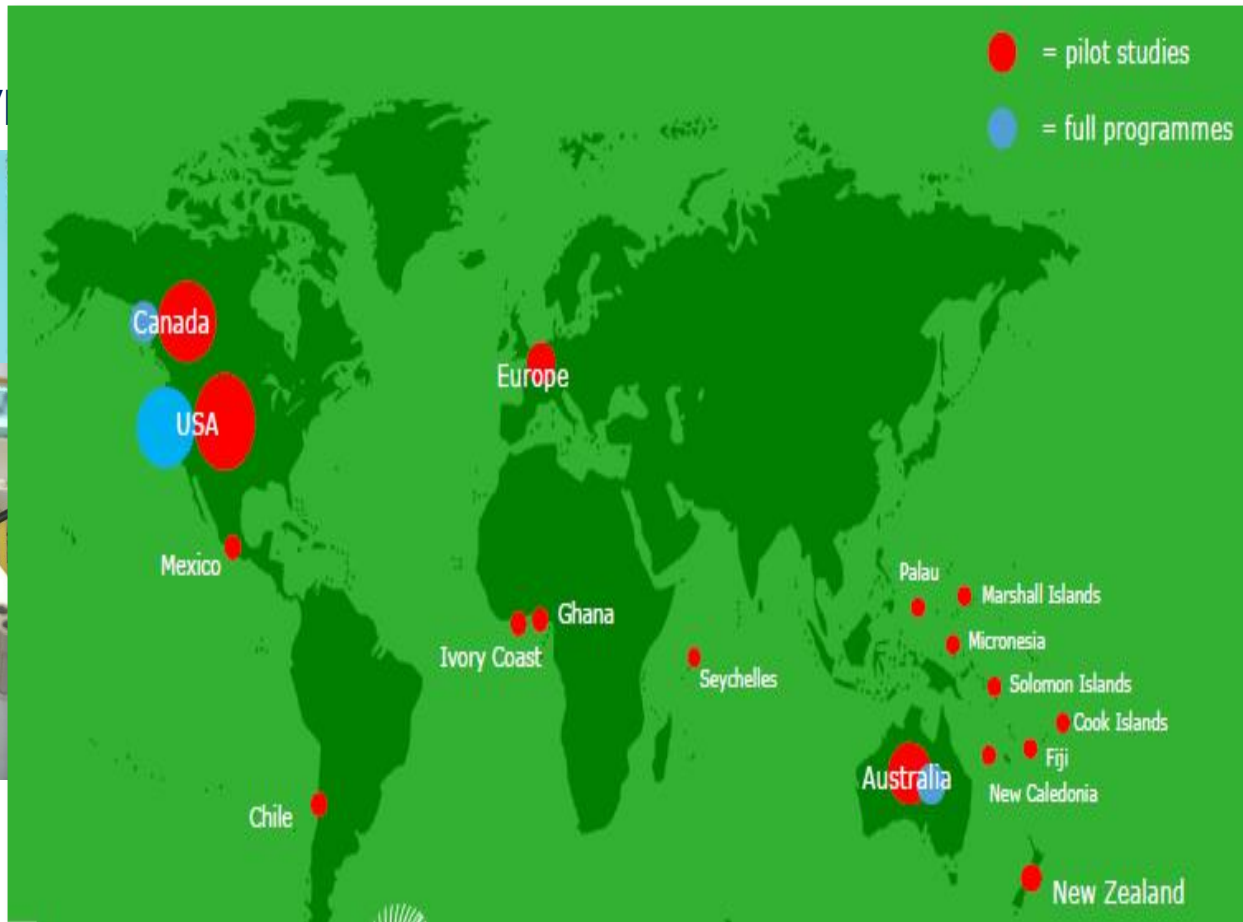 = pilot studies
= full programmes
Canada
Europe
USA
Mexico
Palau
Marshall Islands
Ghana
Micronesia
Ivory Coast
Seychelles
Solomon Islands
Cook Islands
Fiji
Australia
New Caledonia
Chile
New Zealand